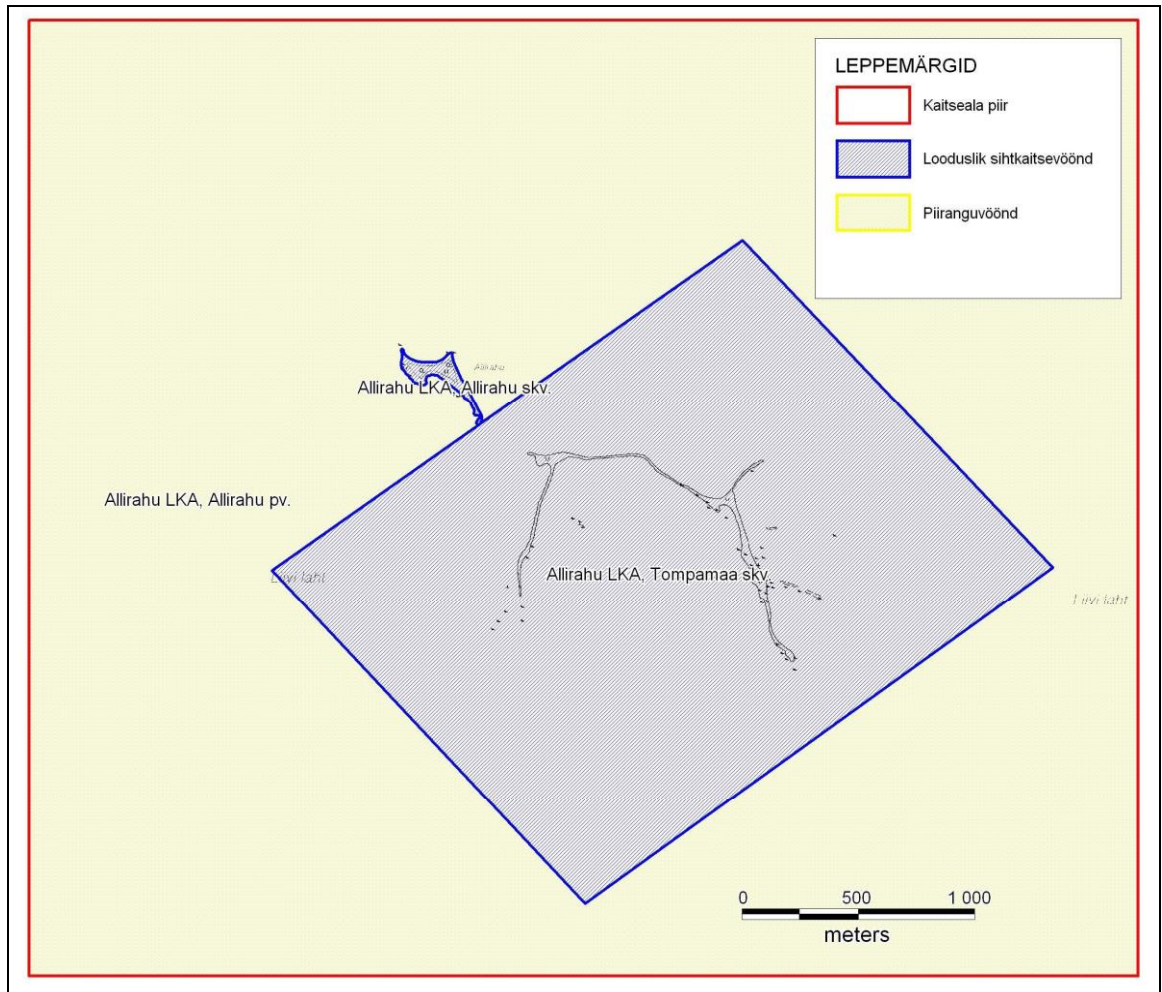 LEPPEMÄRGID
Kaitseala piir
Looduslik sihtkaitsevöönd
Piiranguvöönd
Allirahu
Allirahu LKA, Allirahu skv.
Allirahu LKA, Allirahu pv.
Liivi laht
Allirahu LKA, Tompamaa skv.
Liivi laht
0 500 1 000
meters